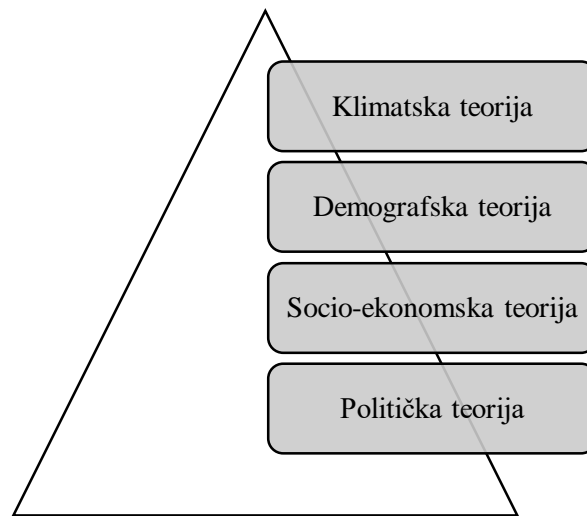 Klimatska teorija
Demografska teorija
Socio-ekonomska teorija
Politička teorija